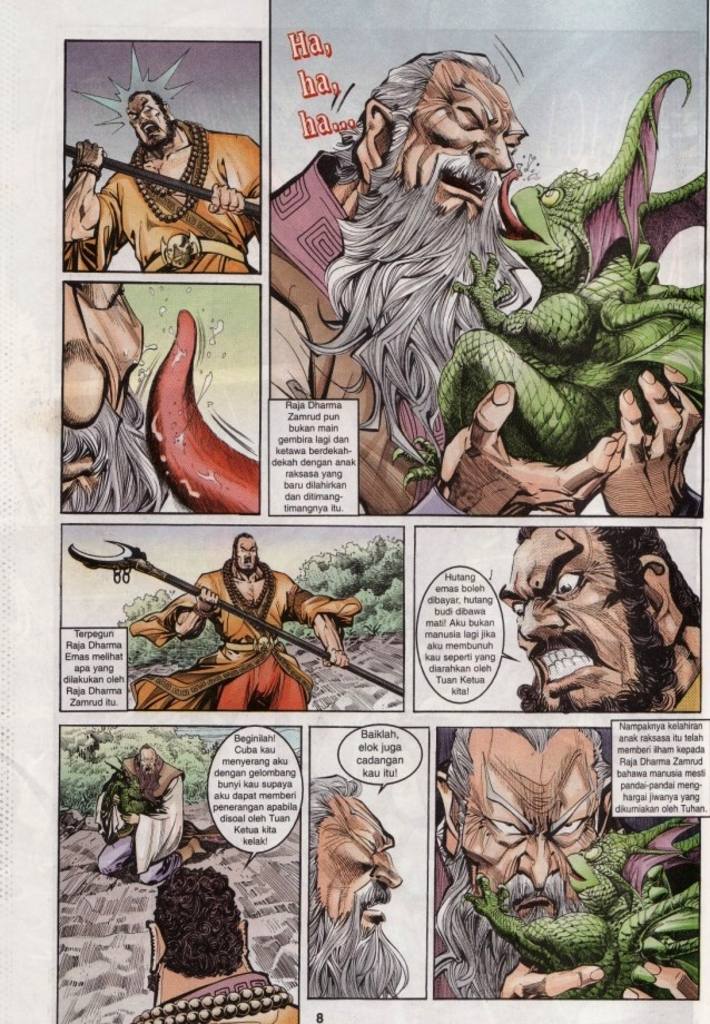 Ha,
ha,
ha...
Raja Dharma
Zamrud pun
bukan main
gembira lagi dan
ketawa berdekah-
dekah dengan anak
raksasa yang
baru dilahirkan
dan ditimang-
timangnya itu.
Terpegun
Raja Dharma
Emas melihat
apa yang
dilakukan oleh
Raja Dharma
Zamrud itu.
Hutang
emas boleh
dibayar, hutang
budi dibawa
mati! Aku bukan
manusia lagi jika
aku membunuh
kau seperti yang
diarahkan oleh
Tuan Ketua
kita!
Beginilah!
Cuba kau
menyerang aku
dengan gelombang
bunyi kau supaya
aku dapat memberi
penerangan apabila
disoal oleh Tuan
Ketua kita
kelak!
Baiklah,
elok juga
cadangan
kau itu!
Nampaknya kelahiran
anak raksasa itu telah
memberi ilham kepada
Raja Dharma Zamrud
bahawa manusia mesti
pandai-pandai meng-
hargai jiwanya yang
dikurniakan oleh Tuhan.
8